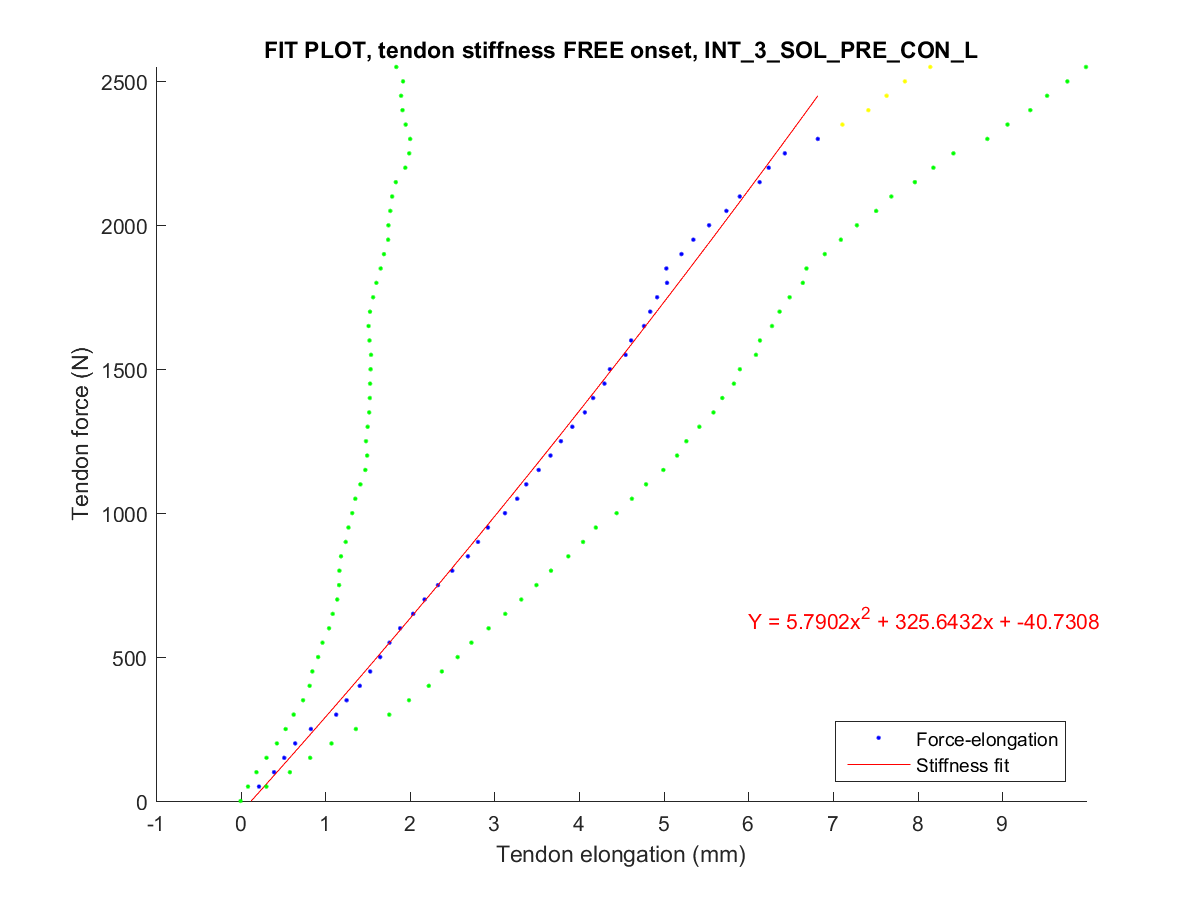 FIT PLOT, tendon stiffness FREE onset, INT_3_SOL_PRE_CON_L
2500
2000
1500
1000
500
0
Tendon force (N)
Y = 5.7902x² + 325.6432x + -40.7308
Force-elongation
Stiffness fit
-1 0 1 2 3 4 5 6 7 8 9
Tendon elongation (mm)